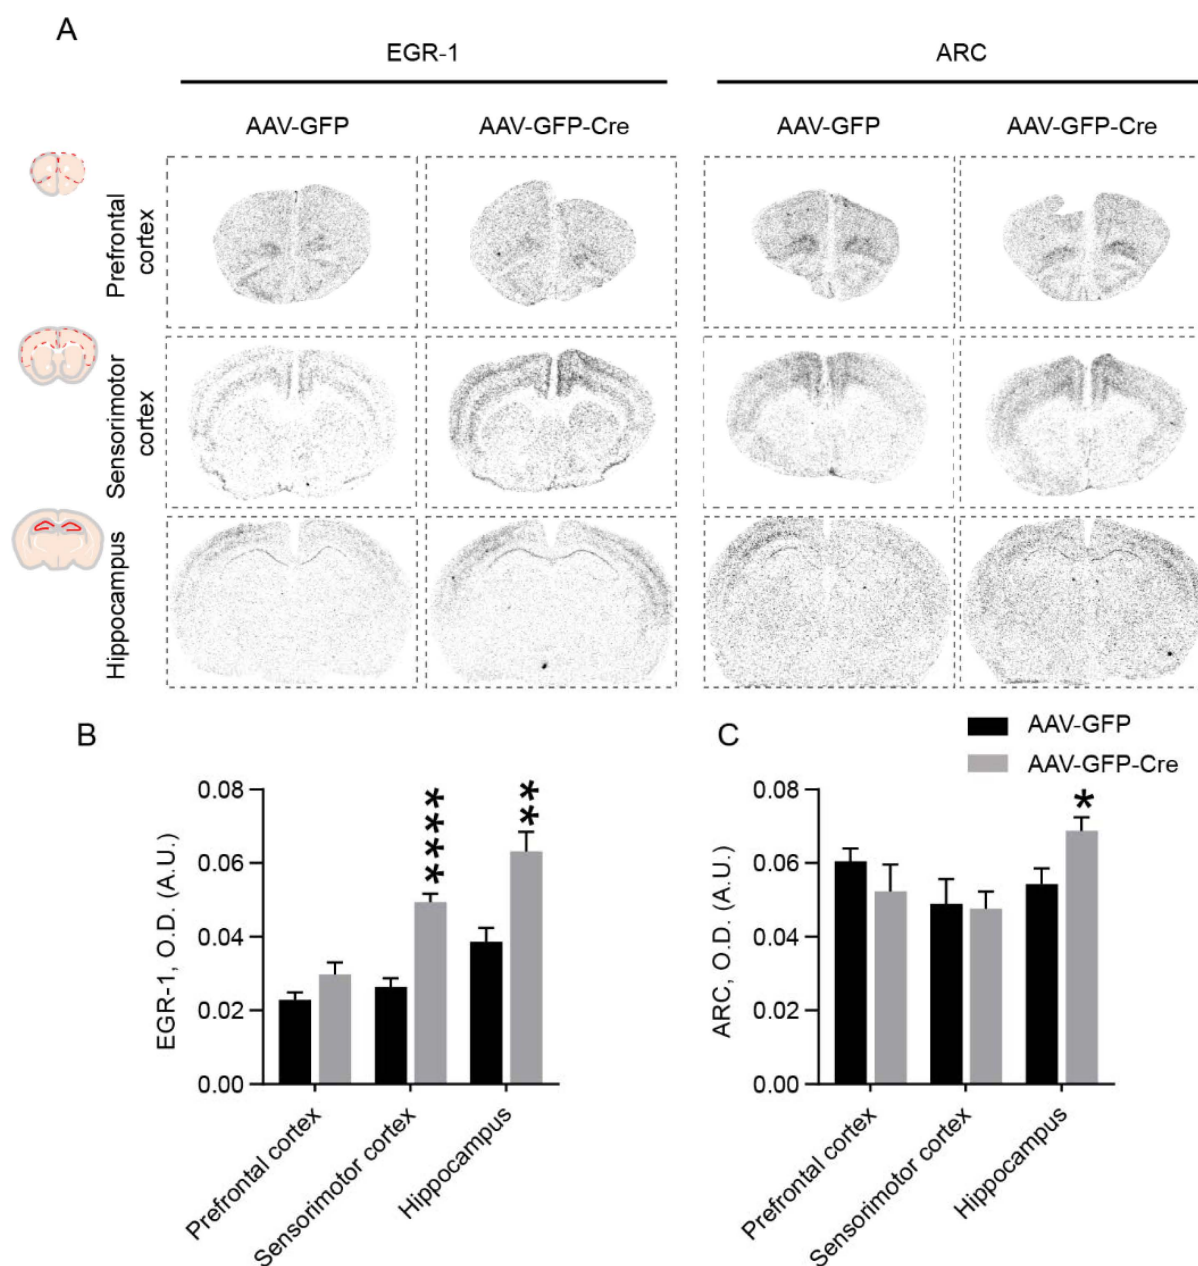 A
EGR-1
ARC
AAV-GFP
AAV-GFP-Cre
AAV-GFP
AAV-GFP-Cre
Prefrontal
cortex
Sensorimotor
cortex
Hippocampus
B
EGR-1, O.D. (A.U.)
0.08
0.06
0.04
0.02
0.00
****
**
Prefrontal cortex
Sensorimotor cortex
Hippocampus
C
AAV-GFP
AAV-GFP-Cre
ARC, O.D. (A.U.)
0.08
0.06
0.04
0.02
0.00
*
Prefrontal cortex
Sensorimotor cortex
Hippocampus